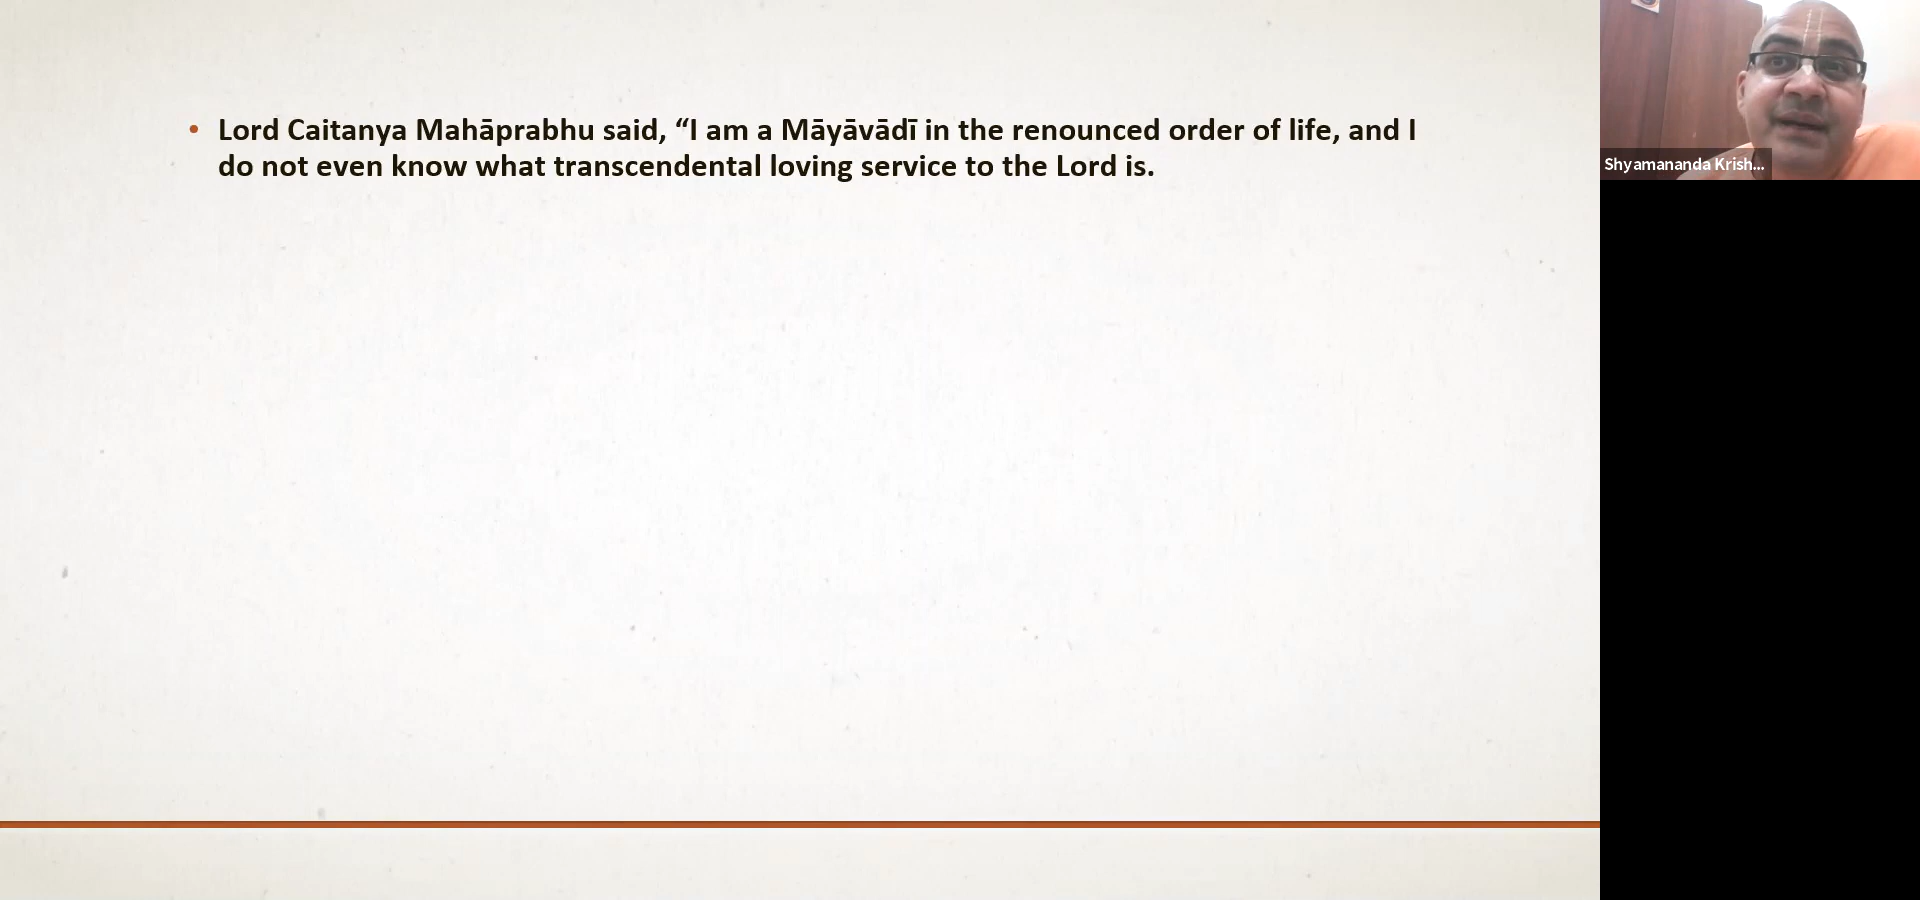 • Lord Caitanya Mahāprabhu said, “I am a Māyāvādī in the renounced order of life, and I
do not even know what transcendental loving service to the Lord is.
Shyamananda Krish...